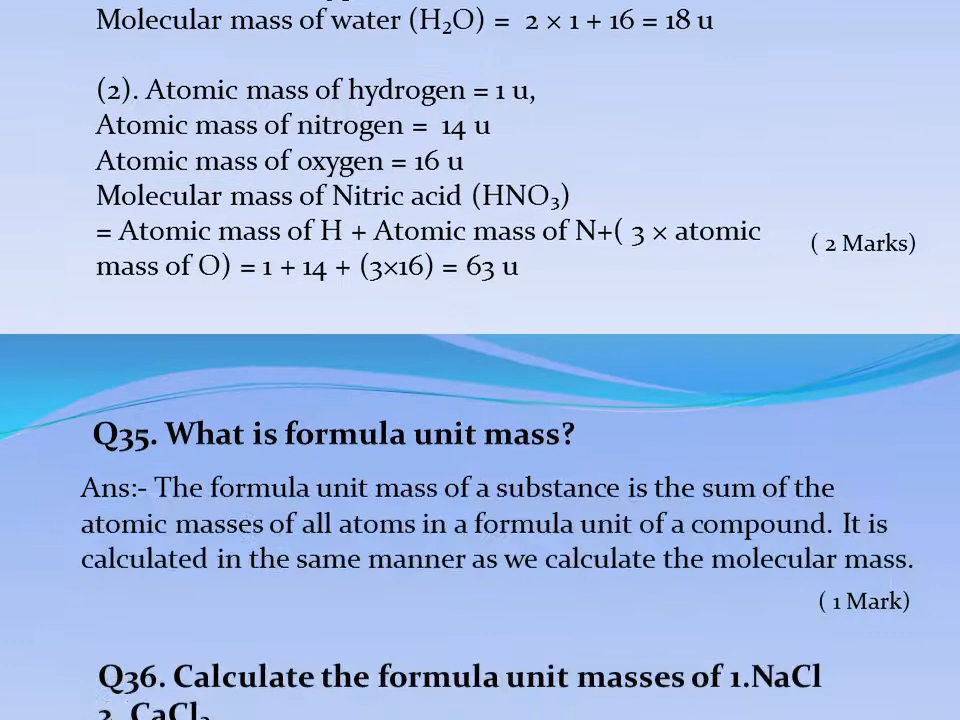 Molecular mass of water (H₂O) = 2 × 1 + 16 = 18 u
(2). Atomic mass of hydrogen = 1 u,
Atomic mass of nitrogen = 14 u
Atomic mass of oxygen = 16 u
Molecular mass of Nitric acid (HNO₃)
= Atomic mass of H + Atomic mass of N+( 3 × atomic
mass of O) = 1 + 14 + (3×16) = 63 u
( 2 Marks)
Q35. What is formula unit mass?
Ans:- The formula unit mass of a substance is the sum of the
atomic masses of all atoms in a formula unit of a compound. It is
calculated in the same manner as we calculate the molecular mass.
( 1 Mark)
Q36. Calculate the formula unit masses of 1.NaCl
2. CaCl₂